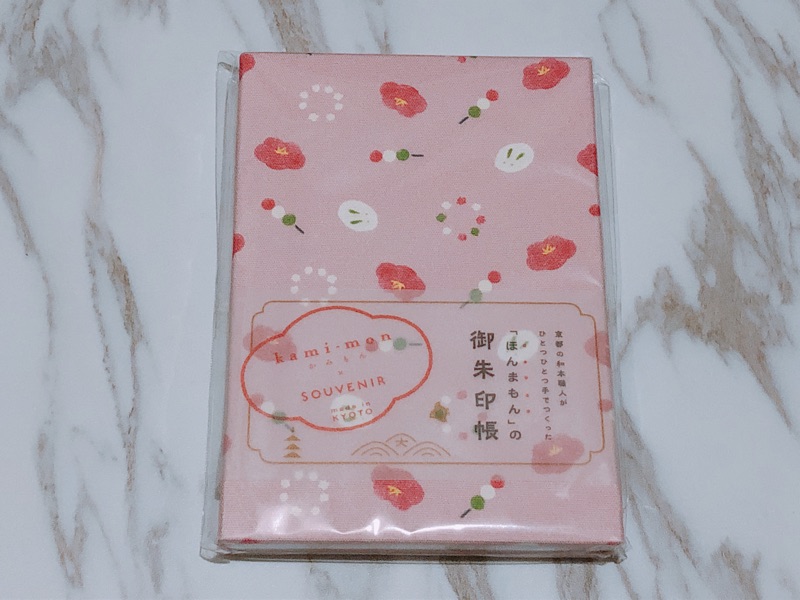 京都の和本職人が
ひとつひとつ手でつくった
「ほんまもん」の
御朱印帳
kami-mon
かみもん
×
SOUVENIR
made in
KYOTO
大